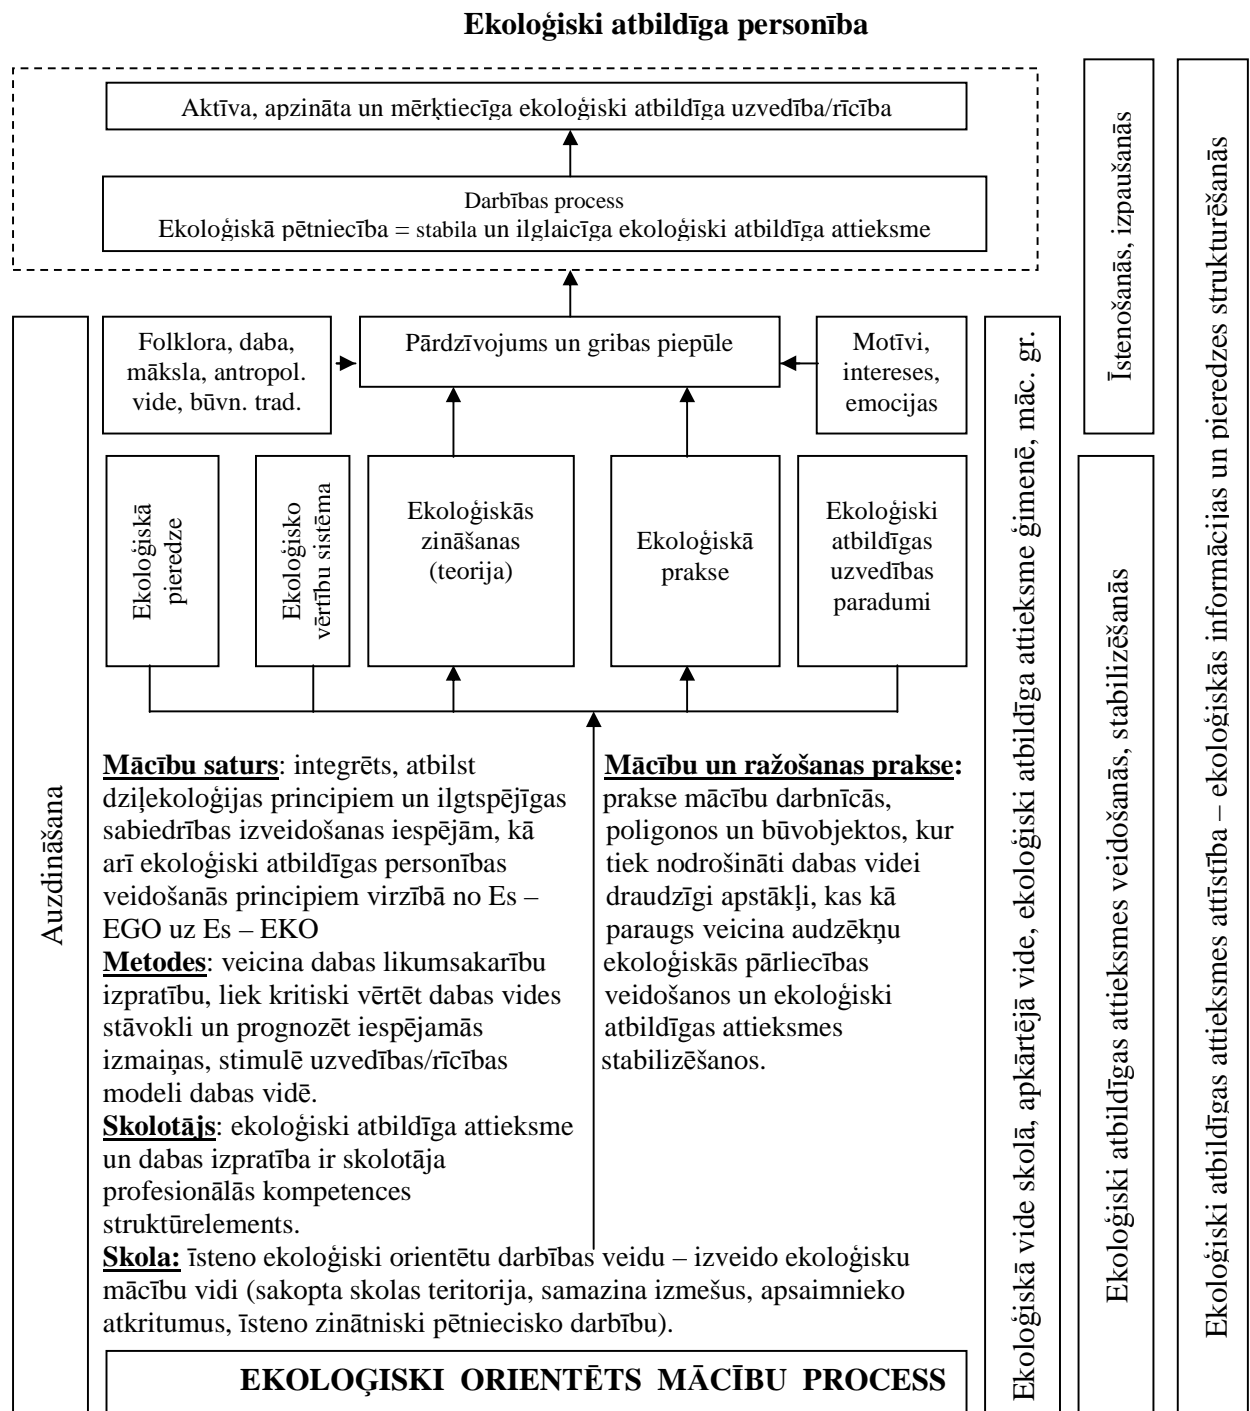 Ekoloģiski atbildīga personība
Aktīva, apzināta un mērķtiecīga ekoloģiski atbildīga uzvedība/rīcība
Darbības process
Ekoloģiskā pētniecība = stabila un ilglaicīga ekoloģiski atbildīga attieksme
Folklora, daba,
māksla, antropol.
vide, būvn. trad.
Pārdzīvojums un gribas piepūle
Motīvi,
intereses,
emocijas
Ekoloģiskā
pieredze
Ekoloģisko
vērtību sistēma
Ekoloģiskās
zināšanas
(teorija)
Ekoloģiskā
prakse
Ekoloģiski
atbildīgas
uzvedības
paradumi
Mācību saturs: integrēts, atbilst
dziļekoloģijas principiem un ilgtspējīgas
sabiedrības izveidošanas iespējām, kā
arī ekoloģiski atbildīgas personības
veidošanās principiem virzībā no Es –
EGO uz Es – EKO
Metodes: veicina dabas likumsakarību
izpratību, liek kritiski vērtēt dabas vides
stāvokli un prognozēt iespējamās
izmaiņas, stimulē uzvedības/rīcības
modeli dabas vidē.
Skolotājs: ekoloģiski atbildīga attieksme
un dabas izpratība ir skolotāja
profesionālās kompetences
struktūrelements.
Mācību un ražošanas prakse:
prakse mācību darbnīcās,
poligonos un būvobjektos, kur
tiek nodrošināti dabas videi
draudzīgi apstākļi, kas kā
paraugs veicina audzēkņu
ekoloģiskās pārliecības
veidošanos un ekoloģiski
atbildīgas attieksmes
stabilizēšanos.
Skola: īsteno ekoloģiski orientētu darbības veidu – izveido ekoloģisku
mācību vidi (sakopta skolas teritorija, samazina izmešus, apsaimnieko
atkritumus, īsteno zinātniski pētniecisko darbību).
EKOLOĢISKI ORIENTĒTS MĀCĪBU PROCESS
Auzdināšana
Ekoloģiskā vide skolā, apkārtējā vide, ekoloģiski atbildīga attieksme ģimenē, māc. gr.
Īstenošanās, izpaušanās
Ekoloģiski atbildīgas attieksmes veidošanās, stabilizēšanās
Ekoloģiski atbildīgas attieksmes attīstība – ekoloģiskās informācijas un pieredzes strukturēšanās